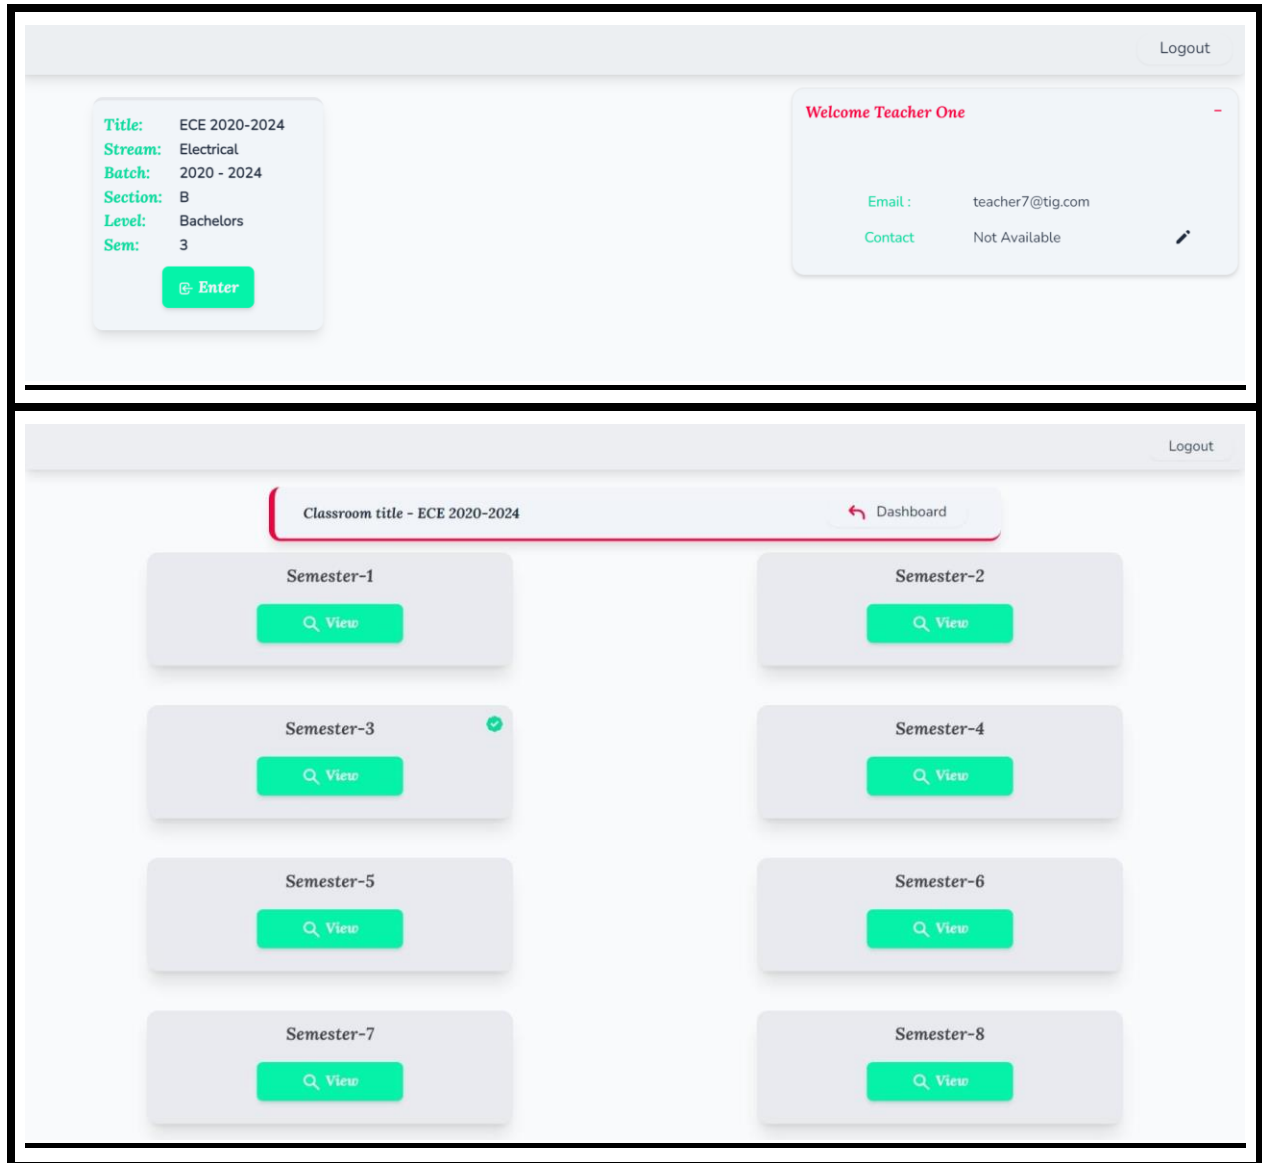 Logout
Title: ECE 2020-2024
Stream: Electrical
Batch: 2020 - 2024
Section: B
Level: Bachelors
Sem: 3
Enter
Welcome Teacher One -
Email : teacher7@tig.com
Contact Not Available
Logout
Classroom title - ECE 2020-2024 Dashboard
Semester-1 Semester-2
View View
Semester-3 Semester-4
View View
Semester-5 Semester-6
View View
Semester-7 Semester-8
View View